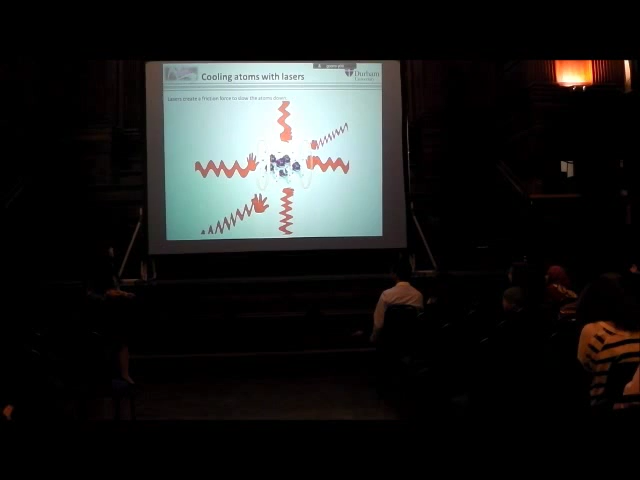 Cooling atoms with lasers
Durham
University
Lasers create a friction force to slow the atoms down